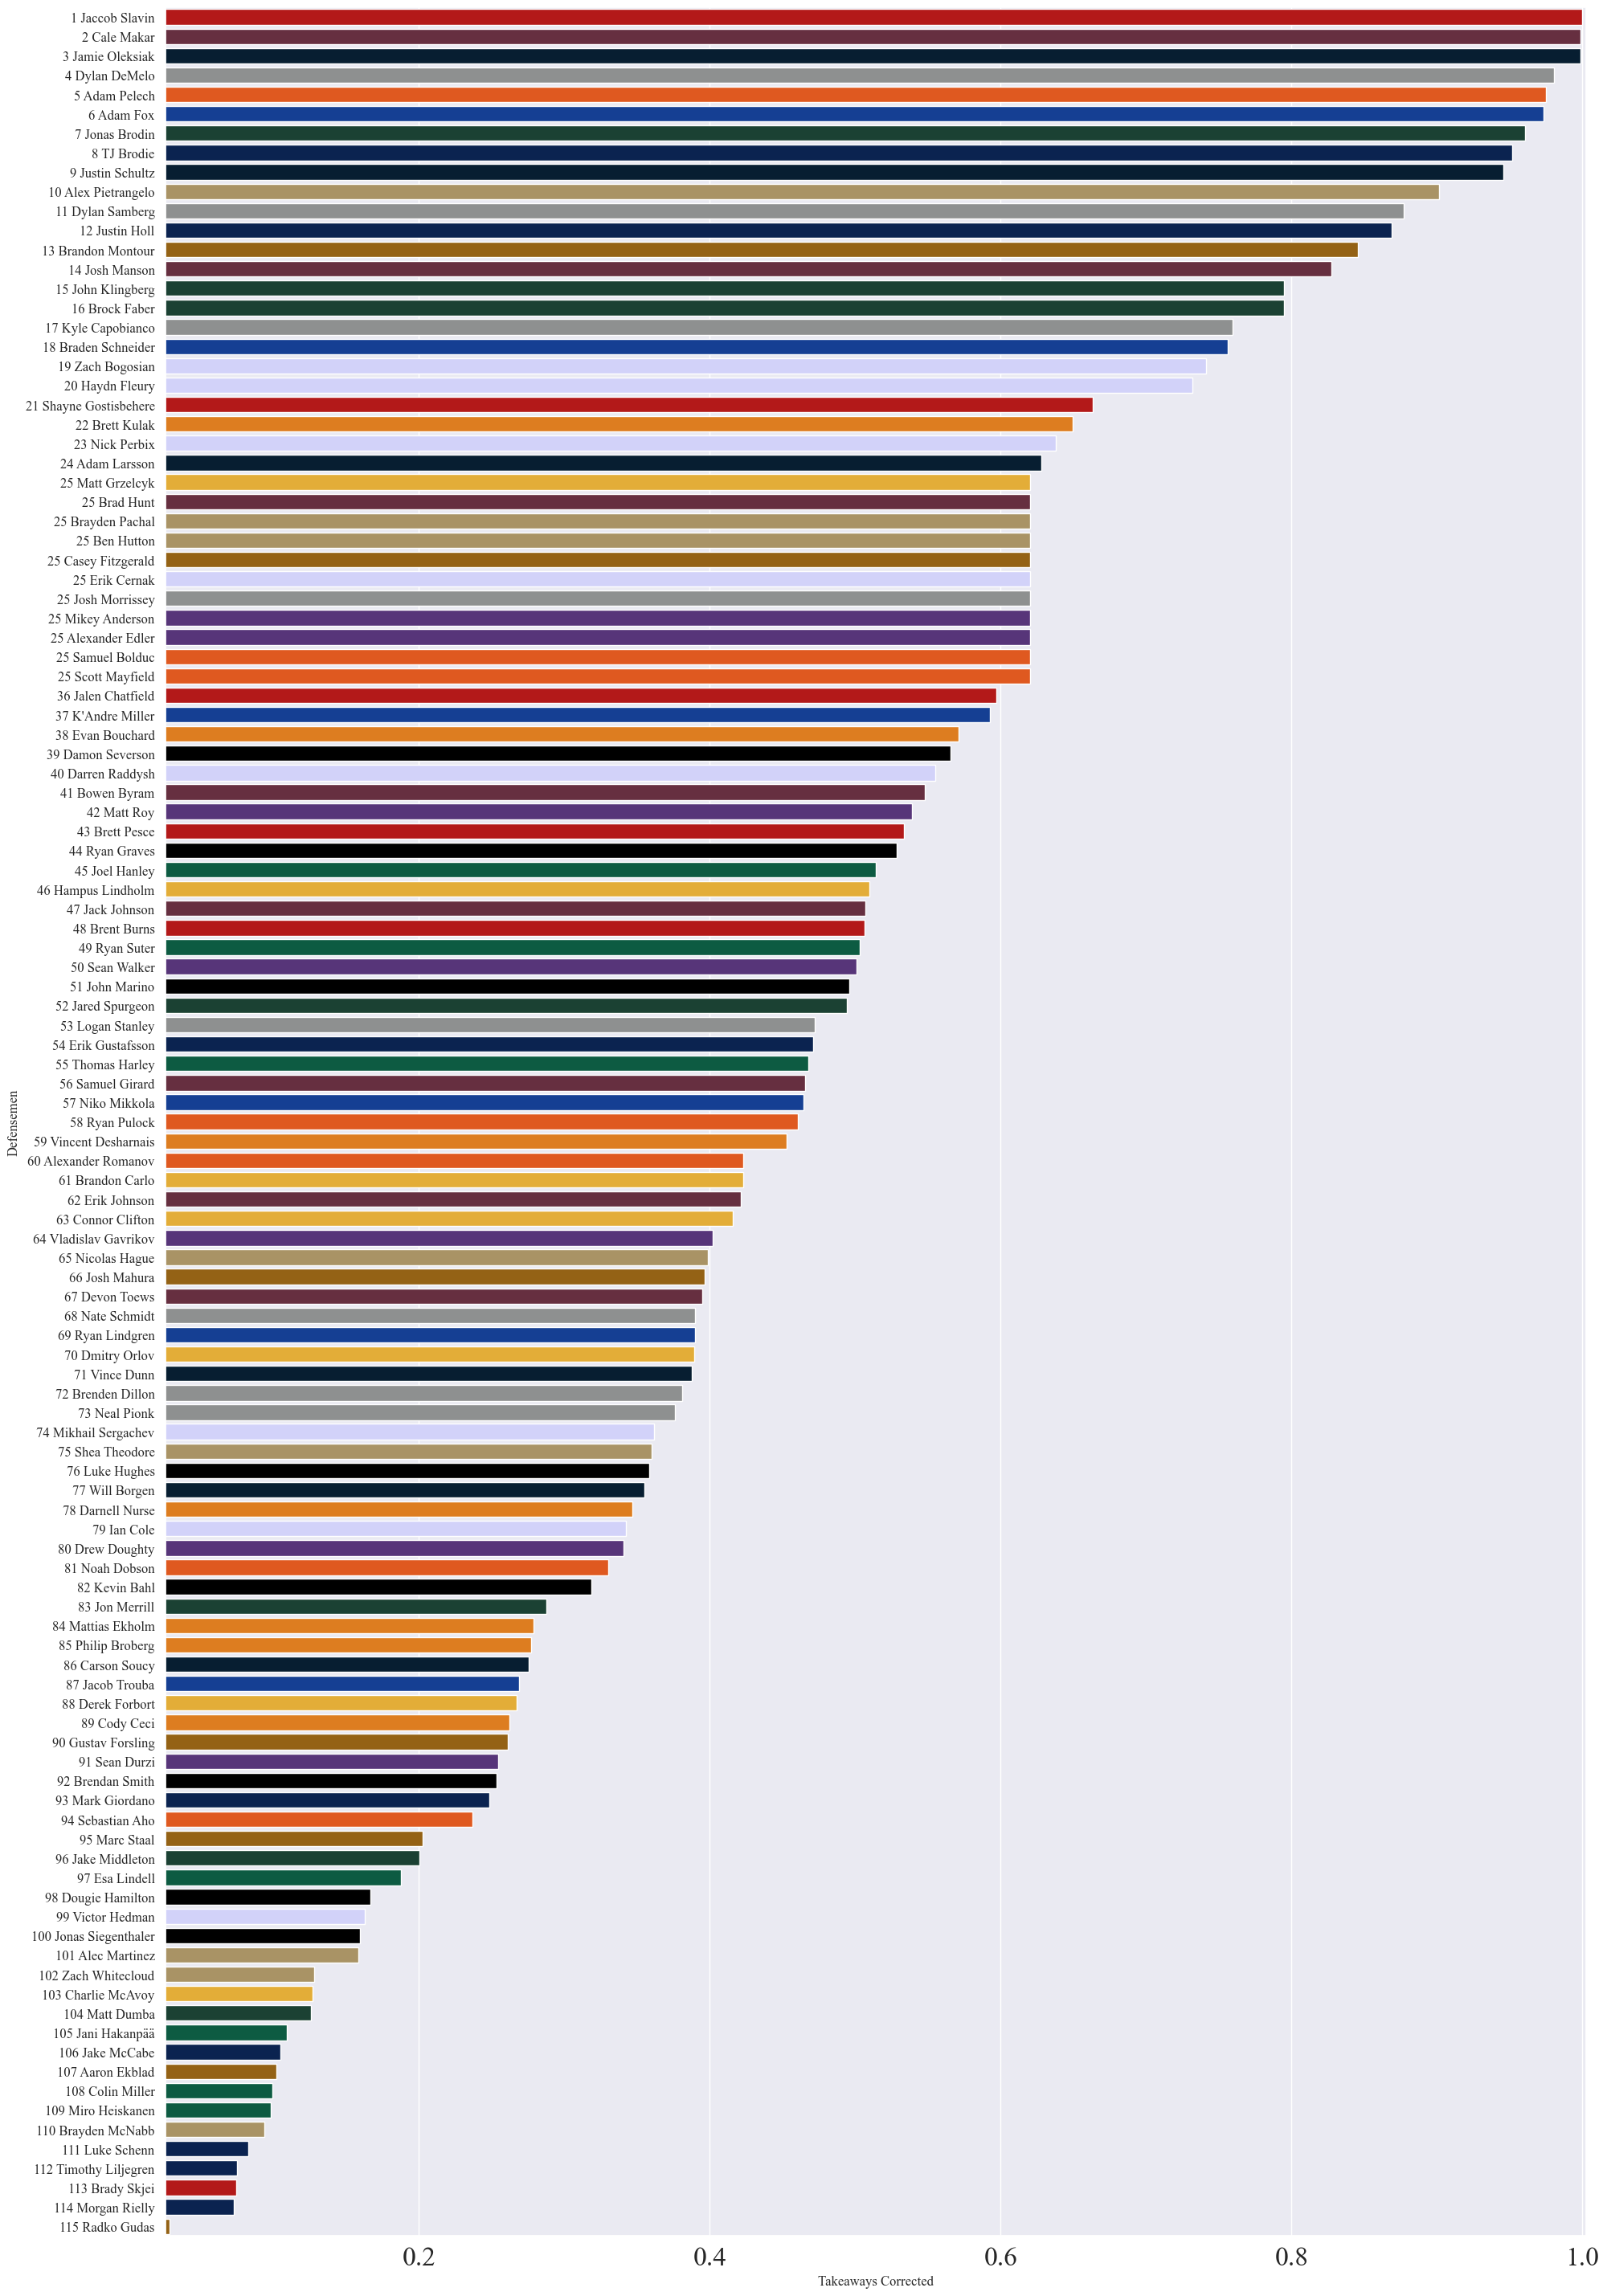 1 Jaccob Slavin
2 Cale Makar
3 Jamie Oleksiak
4 Dylan DeMelo
5 Adam Pelech
6 Adam Fox
7 Jonas Brodin
8 TJ Brodie
9 Justin Schultz
10 Alex Pietrangelo
11 Dylan Samberg
12 Justin Holl
13 Brandon Montour
14 Josh Manson
15 John Klingberg
16 Brock Faber
17 Kyle Capobianco
18 Braden Schneider
19 Zach Bogosian
20 Haydn Fleury
21 Shayne Gostisbehere
22 Brett Kulak
23 Nick Perbix
24 Adam Larsson
25 Matt Grzelcyk
25 Brad Hunt
25 Brayden Pachal
25 Ben Hutton
25 Casey Fitzgerald
25 Erik Cernak
25 Josh Morrissey
25 Mikey Anderson
25 Alexander Edler
25 Samuel Bolduc
25 Scott Mayfield
36 Jalen Chatfield
37 K'Andre Miller
38 Evan Bouchard
39 Damon Severson
40 Darren Raddysh
41 Bowen Byram
42 Matt Roy
43 Brett Pesce
44 Ryan Graves
45 Joel Hanley
46 Hampus Lindholm
47 Jack Johnson
48 Brent Burns
49 Ryan Suter
50 Sean Walker
51 John Marino
52 Jared Spurgeon
53 Logan Stanley
54 Erik Gustafsson
55 Thomas Harley
56 Samuel Girard
57 Niko Mikkola
58 Ryan Pulock
59 Vincent Desharnais
60 Alexander Romanov
61 Brandon Carlo
62 Erik Johnson
63 Connor Clifton
64 Vladislav Gavrikov
65 Nicolas Hague
66 Josh Mahura
67 Devon Toews
68 Nate Schmidt
69 Ryan Lindgren
70 Dmitry Orlov
71 Vince Dunn
72 Brenden Dillon
73 Neal Pionk
74 Mikhail Sergachev
75 Shea Theodore
76 Luke Hughes
77 Will Borgen
78 Darnell Nurse
79 Ian Cole
80 Drew Doughty
81 Noah Dobson
82 Kevin Bahl
83 Jon Merrill
84 Mattias Ekholm
85 Philip Broberg
86 Carson Soucy
87 Jacob Trouba
88 Derek Forbort
89 Cody Ceci
90 Gustav Forsling
91 Sean Durzi
92 Brendan Smith
93 Mark Giordano
94 Sebastian Aho
95 Marc Staal
96 Jake Middleton
97 Esa Lindell
98 Dougie Hamilton
99 Victor Hedman
100 Jonas Siegenthaler
101 Alec Martinez
102 Zach Whitecloud
103 Charlie McAvoy
104 Matt Dumba
105 Jani Hakanpää
106 Jake McCabe
107 Aaron Ekblad
108 Colin Miller
109 Miro Heiskanen
110 Brayden McNabb
111 Luke Schenn
112 Timothy Liljegren
113 Brady Skjei
114 Morgan Rielly
115 Radko Gudas
Defensemen
0.2 0.4 0.6 0.8 1.0
Takeaways Corrected